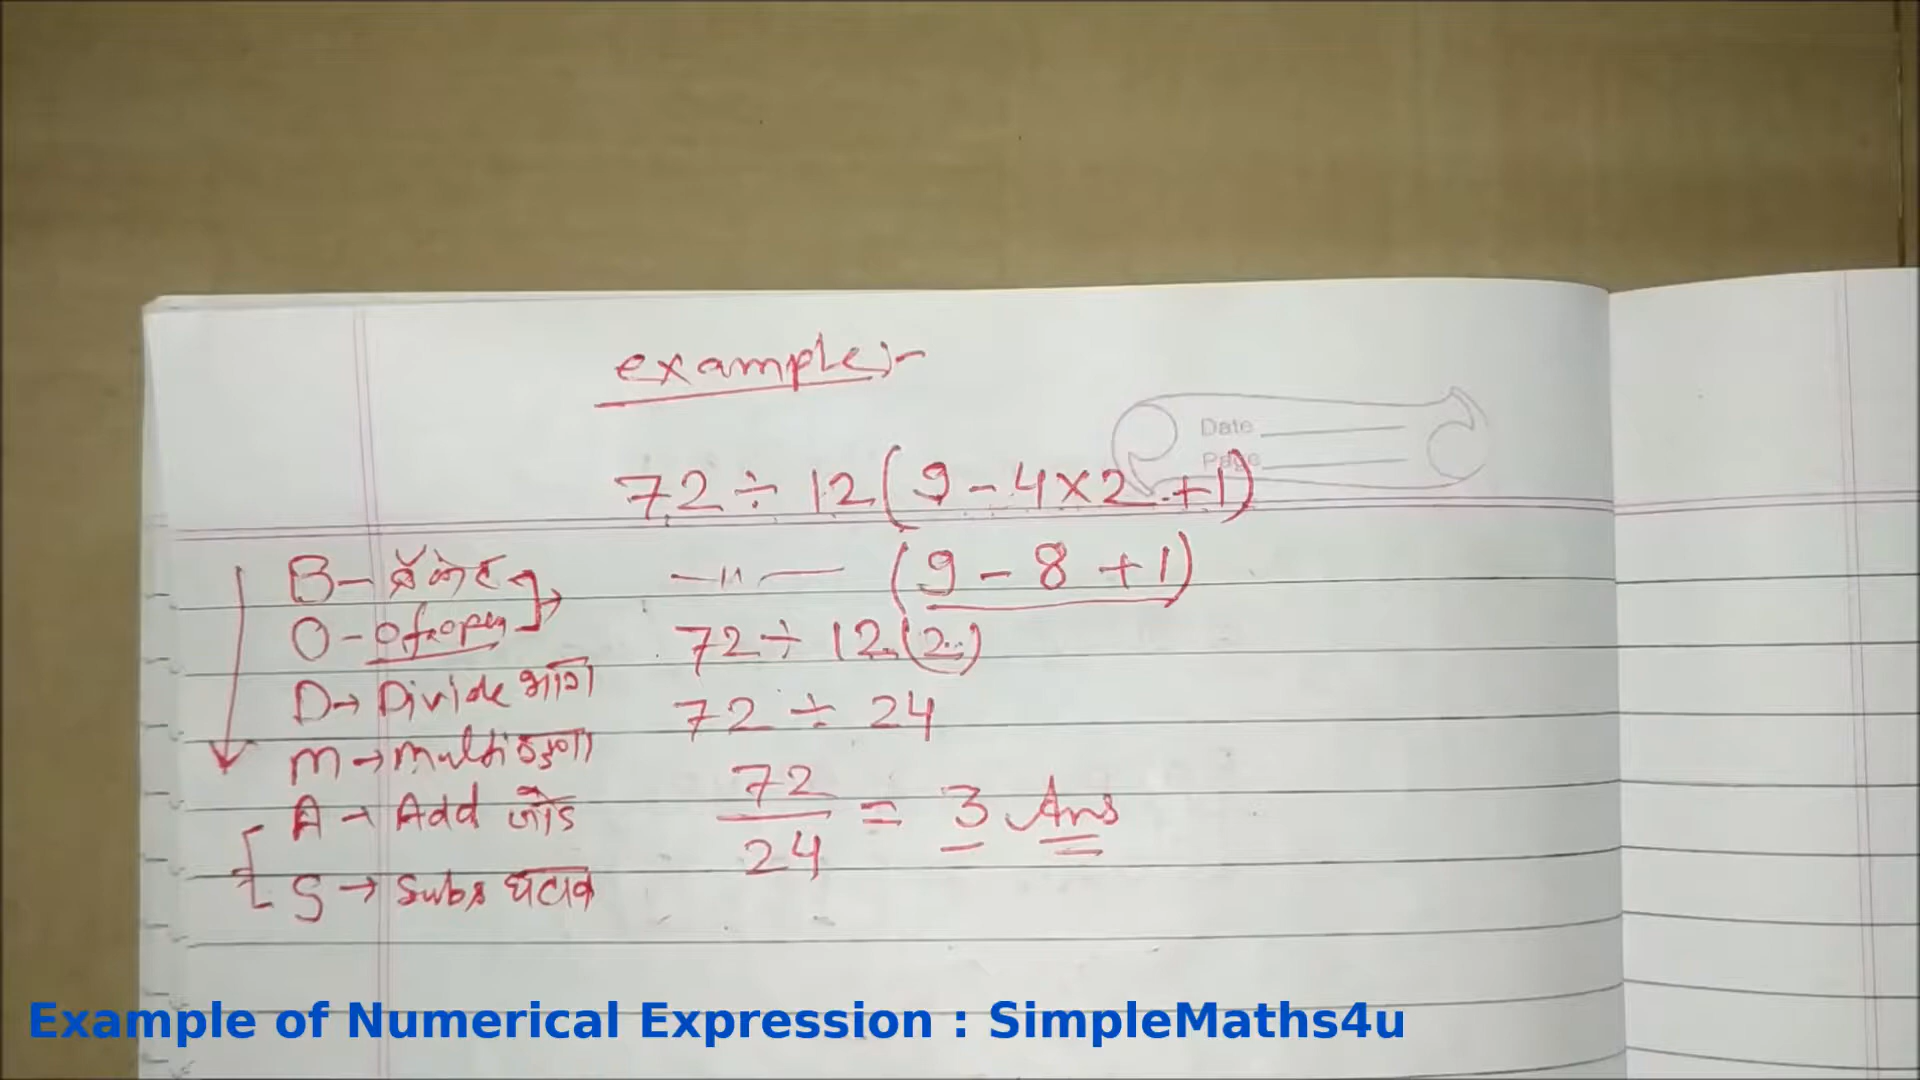 example:-
Date
Page
72 ÷ 12 (9 - 4 × 2 + 1)
—〃— (9 - 8 + 1)
72 ÷ 12 (2)
72 ÷ 24
72/24 = 3 Ans
B - ब्रैकेट
O - of
D → Divide भाग
M → Multi गुणा
A → Add जोड
S → Subs घटाव
Example of Numerical Expression : SimpleMaths4u